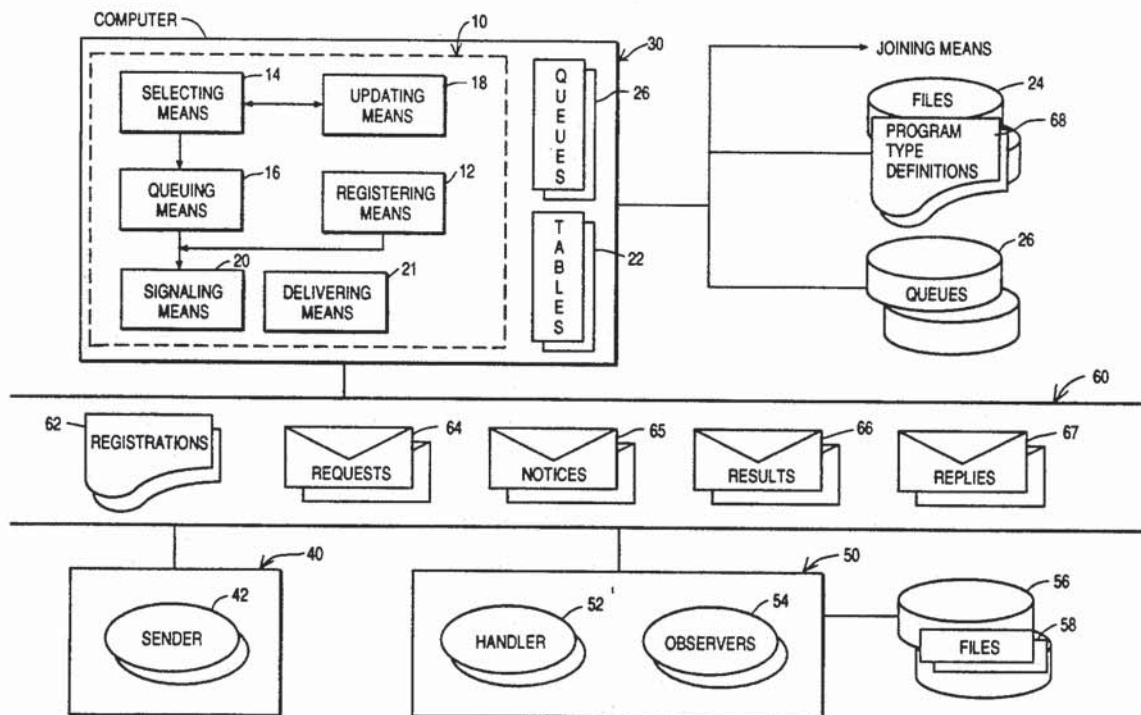 COMPUTER
10
30
14
SELECTING
MEANS
18
UPDATING
MEANS
QUEUES
26
16
QUEUING
MEANS
12
REGISTERING
MEANS
TABLES
22
20
SIGNALING
MEANS
21
DELIVERING
MEANS
JOINING MEANS
24
FILES
68
PROGRAM
TYPE
DEFINITIONS
26
QUEUES
60
62
REGISTRATIONS
64
REQUESTS
65
NOTICES
66
RESULTS
67
REPLIES
40
42
SENDER
50
52
HANDLER
54
OBSERVERS
56
58
FILES